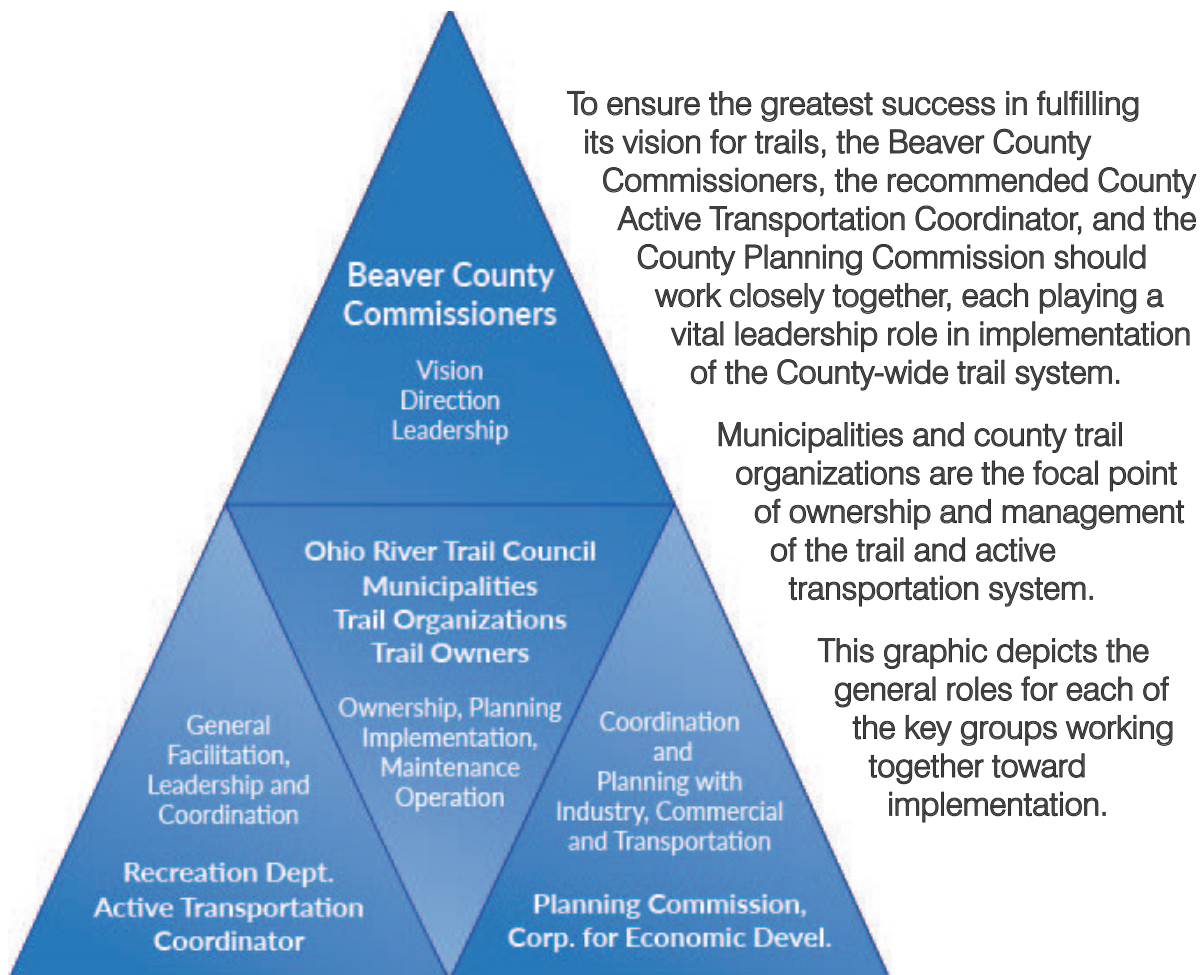 To ensure the greatest success in fulfilling
its vision for trails, the Beaver County
Commissioners, the recommended County
Active Transportation Coordinator, and the
County Planning Commission should
work closely together, each playing a
vital leadership role in implementation
of the County-wide trail system.
Municipalities and county trail
organizations are the focal point
of ownership and management
of the trail and active
transportation system.
This graphic depicts the
general roles for each of
the key groups working
together toward
implementation.
Beaver County
Commissioners
Vision
Direction
Leadership
Ohio River Trail Council
Municipalities
Trail Organizations
Trail Owners
Ownership, Planning
Implementation,
Maintenance
Operation
General
Facilitation,
Leadership and
Coordination
Recreation Dept.
Active Transportation
Coordinator
Coordination
and
Planning with
Industry, Commercial
and Transportation
Planning Commission,
Corp. for Economic Devel.